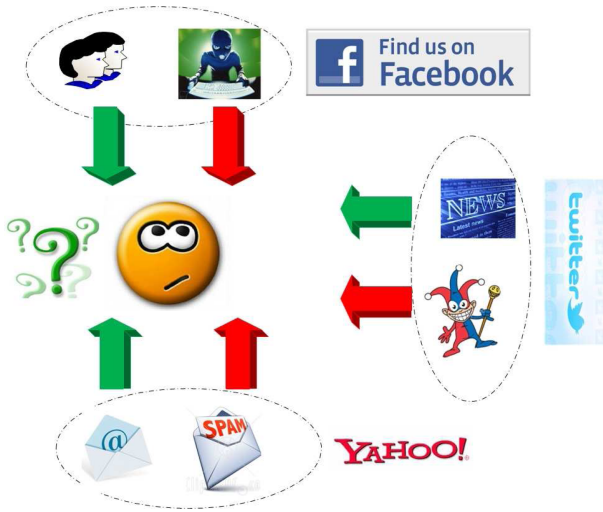 f Find us on
Facebook
NEWS
Latest news
twitter
? ? ?
? ?
@
SPAM
YAHOO!